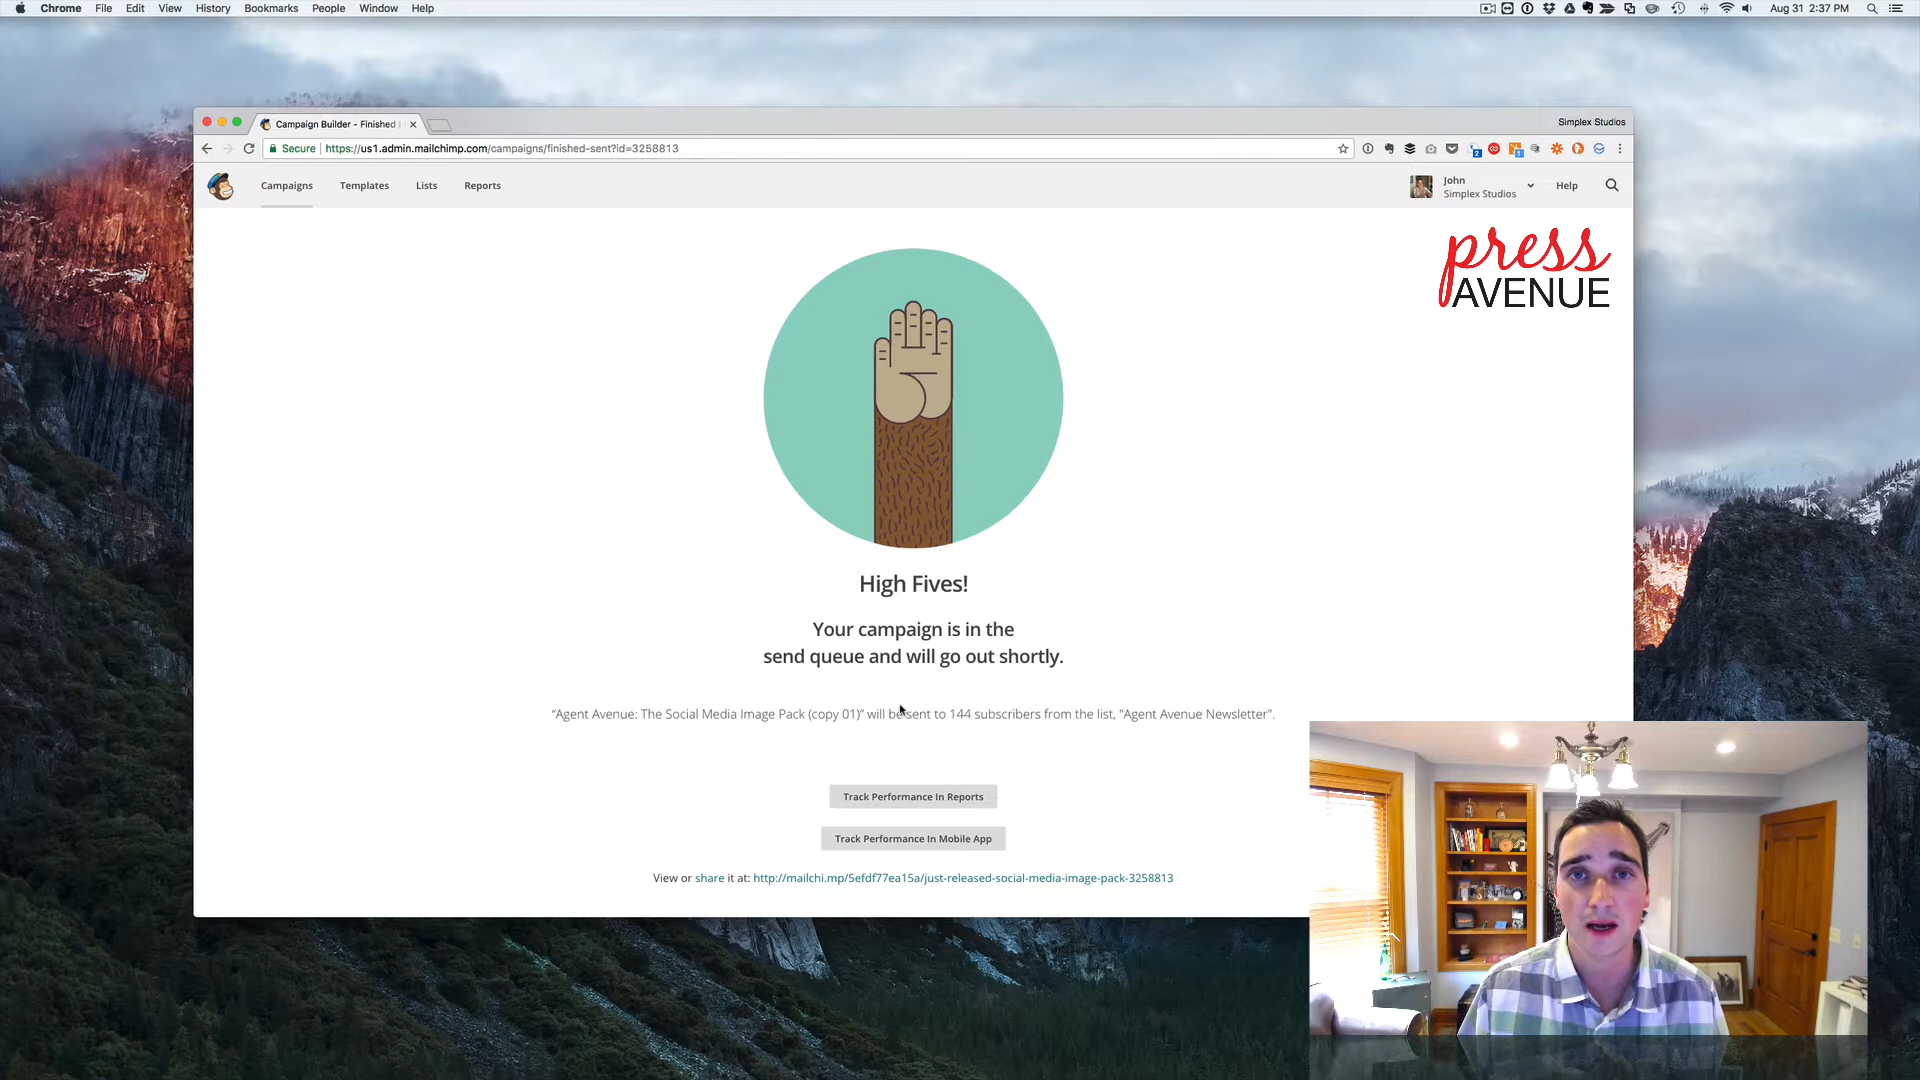 Chrome File Edit View History Bookmarks People Window Help
Aug 31 2:37 PM
Campaign Builder - Finished |
Simplex Studios
Secure | https://us1.admin.mailchimp.com/campaigns/finished-sent?id=3258813
Campaigns Templates Lists Reports
John
Simplex Studios
Help
press
AVENUE
High Fives!
Your campaign is in the
send queue and will go out shortly.
“Agent Avenue: The Social Media Image Pack (copy 01)” will be sent to 144 subscribers from the list, "Agent Avenue Newsletter".
Track Performance In Reports
Track Performance In Mobile App
View or share it at: http://mailchi.mp/5efdf77ea15a/just-released-social-media-image-pack-3258813